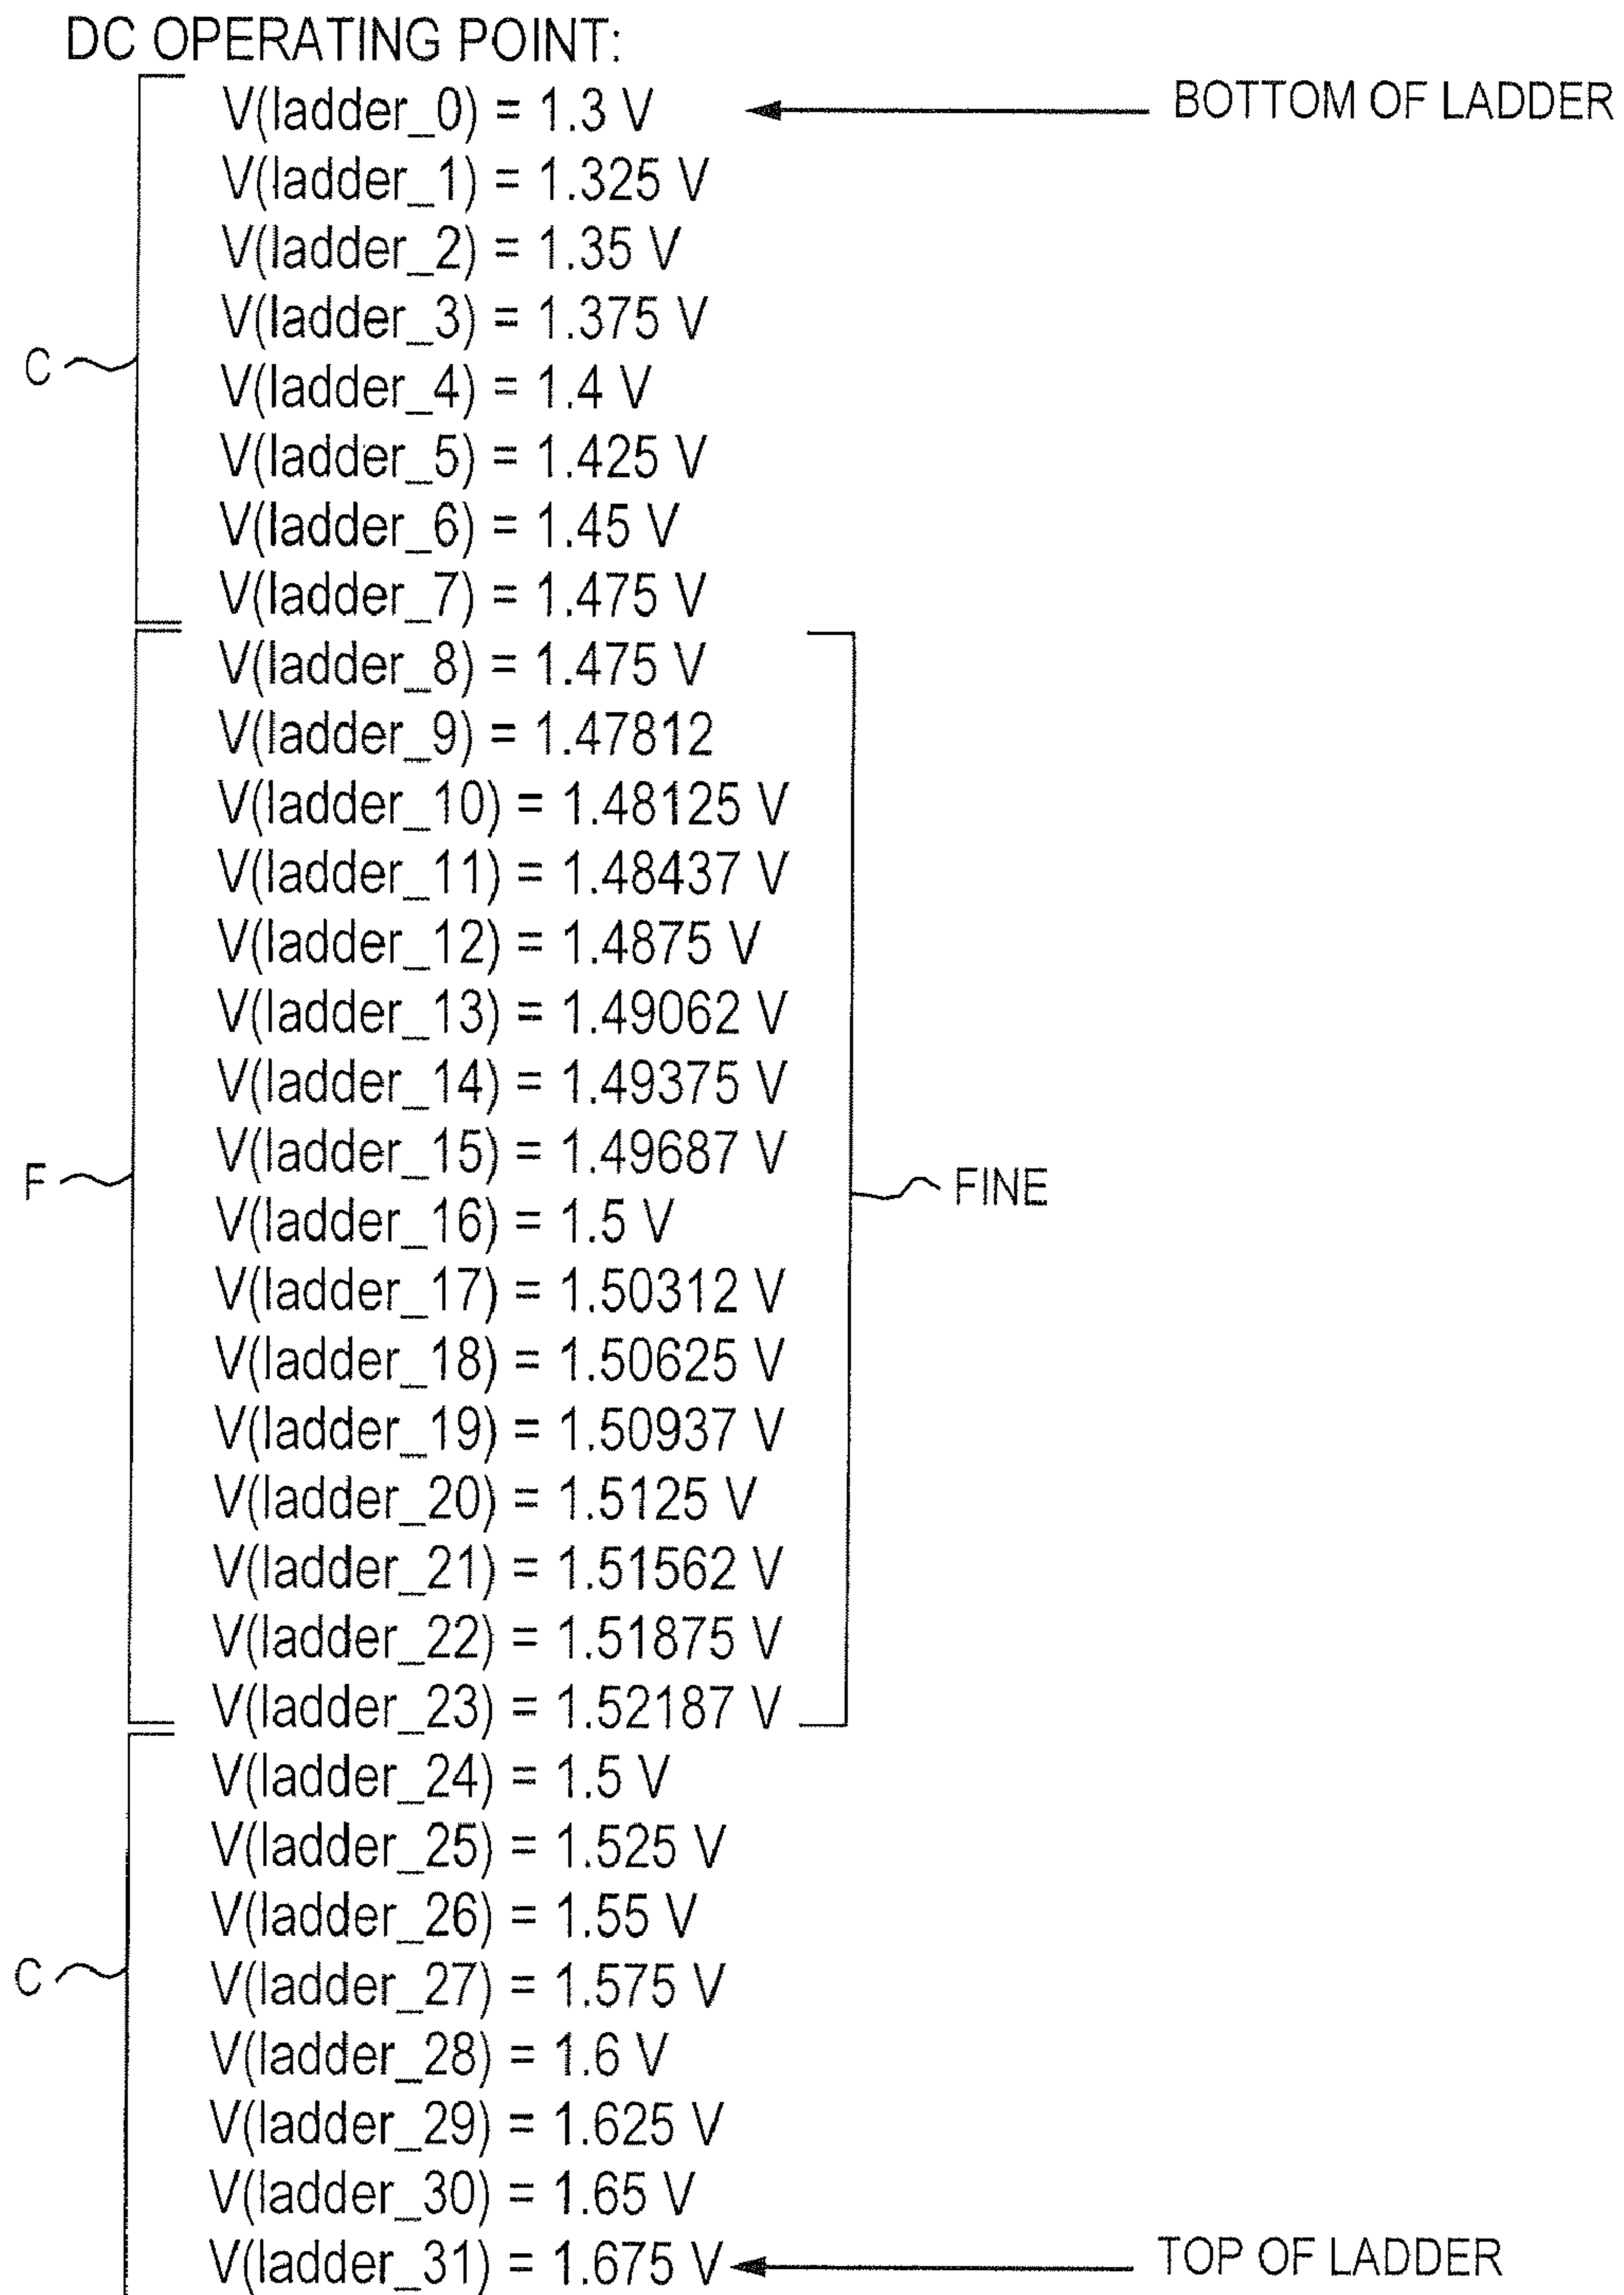 DC OPERATING POINT:
V(ladder_0) = 1.3 V BOTTOM OF LADDER
V(ladder_1) = 1.325 V
V(ladder_2) = 1.35 V
V(ladder_3) = 1.375 V
C V(ladder_4) = 1.4 V
V(ladder_5) = 1.425 V
V(ladder_6) = 1.45 V
V(ladder_7) = 1.475 V
V(ladder_8) = 1.475 V
V(ladder_9) = 1.47812
V(ladder_10) = 1.48125 V
V(ladder_11) = 1.48437 V
V(ladder_12) = 1.4875 V
V(ladder_13) = 1.49062 V
V(ladder_14) = 1.49375 V
V(ladder_15) = 1.49687 V
F FINE
V(ladder_16) = 1.5 V
V(ladder_17) = 1.50312 V
V(ladder_18) = 1.50625 V
V(ladder_19) = 1.50937 V
V(ladder_20) = 1.5125 V
V(ladder_21) = 1.51562 V
V(ladder_22) = 1.51875 V
V(ladder_23) = 1.52187 V
V(ladder_24) = 1.5 V
V(ladder_25) = 1.525 V
V(ladder_26) = 1.55 V
C V(ladder_27) = 1.575 V
V(ladder_28) = 1.6 V
V(ladder_29) = 1.625 V
V(ladder_30) = 1.65 V
V(ladder_31) = 1.675 V TOP OF LADDER